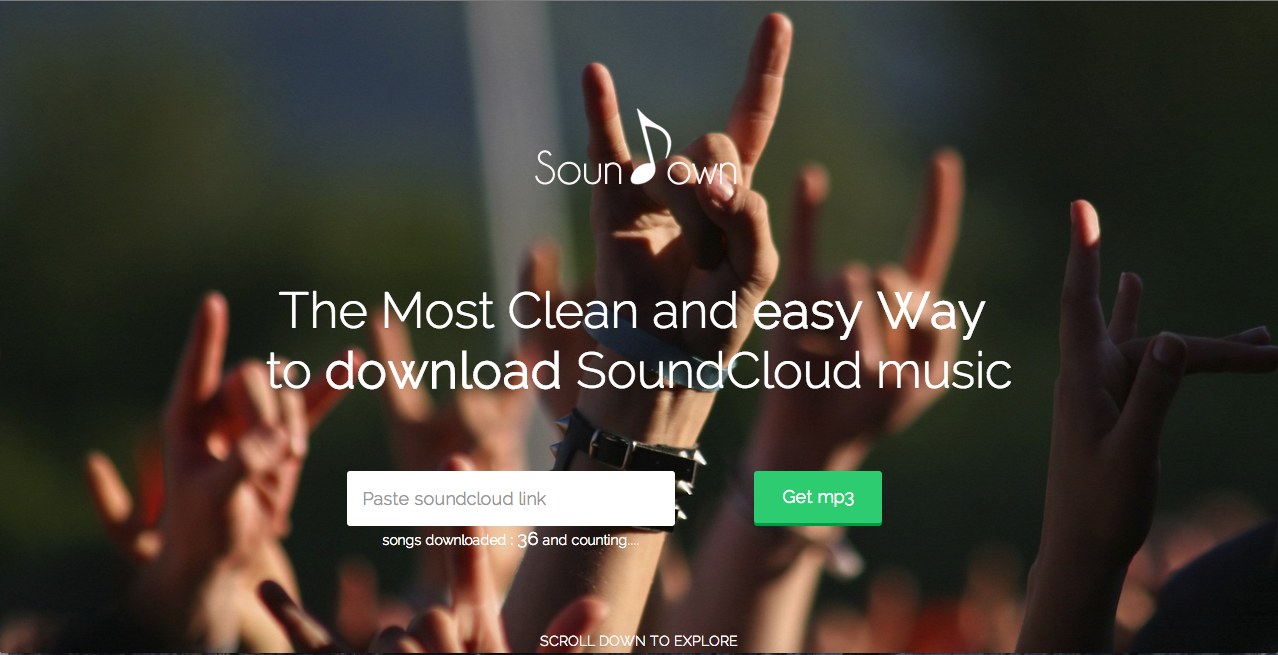 SounDown
The Most Clean and easy Way
to download SoundCloud music
Paste soundcloud link
Get mp3
songs downloaded : 36 and counting....
SCROLL DOWN TO EXPLORE